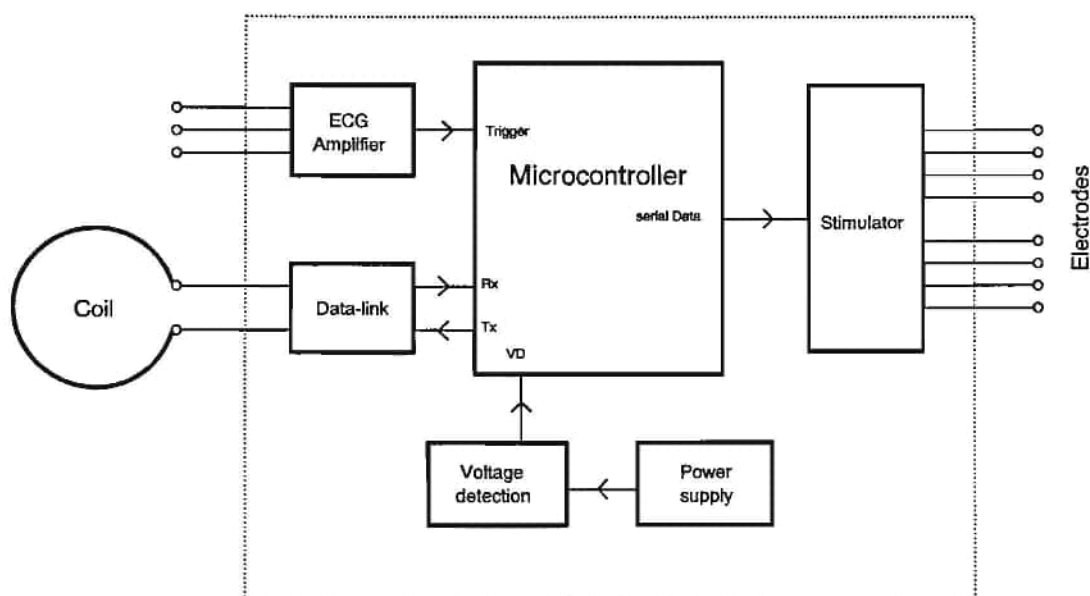 ECG
Amplifier
Trigger
Microcontroller
serial Data
Stimulator
Electrodes
Coil
Data-link
Rx
Tx
VD
Voltage
detection
Power
supply